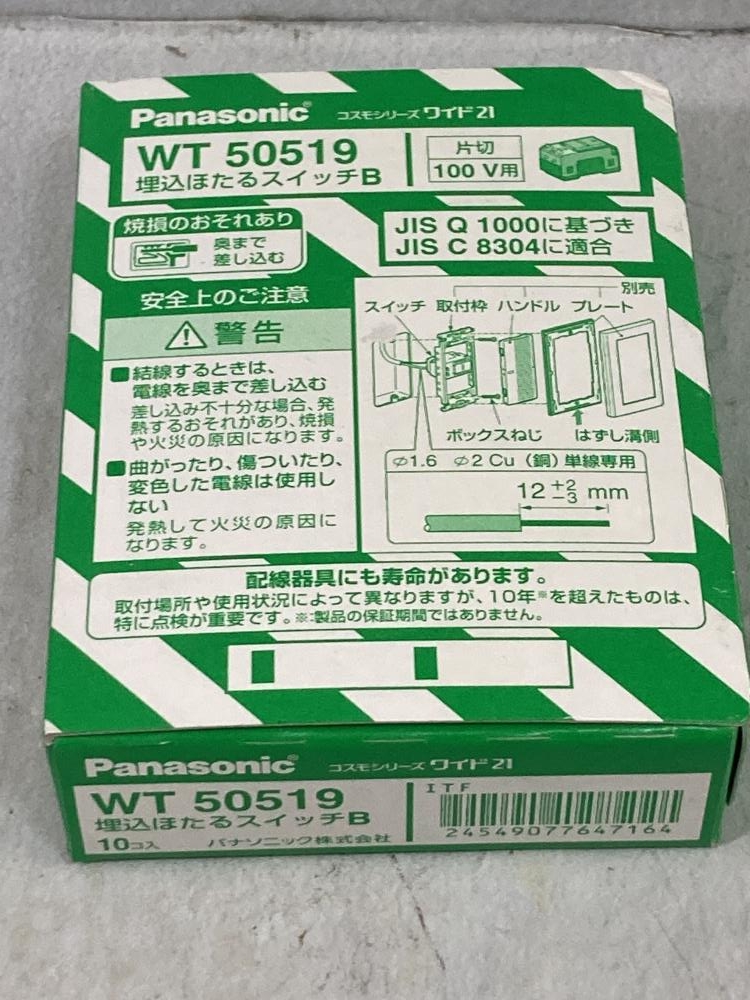 Panasonic コスモシリーズ ワイド21
WT 50519
埋込ほたるスイッチB
片切
100 V用
焼損のおそれあり
奥まで
差し込む
JIS Q 1000に基づき
JIS C 8304に適合
安全上のご注意
警告
■結線するときは、
電線を奥まで差し込む
差し込み不十分な場合、発
熱するおそれがあり、焼損
や火災の原因になります。
■曲がったり、傷ついたり、
変色した電線は使用し
ない
発熱して火災の原因に
なります。
別売
スイッチ 取付枠 ハンドル プレート
ボックスねじ はずし溝側
φ1.6 φ2 Cu (銅) 単線専用
12 +2 −3 mm
配線器具にも寿命があります。
取付場所や使用状況によって異なりますが、10年※を超えたものは、
特に点検が重要です。※:製品の保証期間ではありません。
Panasonic コスモシリーズ ワイド21
WT 50519
埋込ほたるスイッチB
10コ入 パナソニック株式会社
ITF
24549077647164